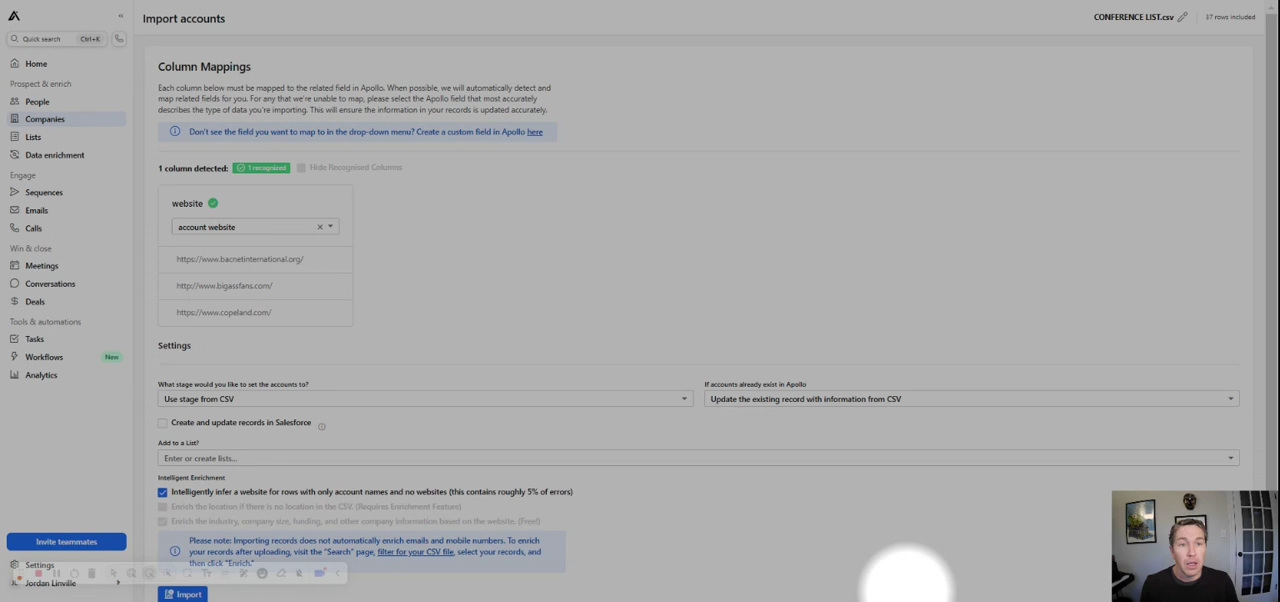 Import accounts
CONFERENCE LIST.csv
37 rows included
Quick search
Ctrl+K
Home
Prospect & enrich
People
Companies
Lists
Data enrichment
Engage
Sequences
Emails
Calls
Win & close
Meetings
Conversations
Deals
Tools & automations
Tasks
Workflows
New
Analytics
Invite teammates
Settings
Jordan Linville
Column Mappings
Each column below must be mapped to the related field in Apollo. When possible, we will automatically detect and
map related fields for you. For any that we're unable to map, please select the Apollo field that most accurately
describes the type of data you're importing. This will ensure the information in your records is updated accurately.
Don't see the field you want to map to in the drop-down menu? Create a custom field in Apollo here
1 column detected:
1 recognized
Hide Recognised Columns
website
account website
https://www.bacnetinternational.org/
http://www.bigassfans.com/
https://www.copeland.com/
Settings
What stage would you like to set the accounts to?
If accounts already exist in Apollo
Use stage from CSV
Update the existing record with information from CSV
Create and update records in Salesforce
Add to a List?
Enter or create lists...
Intelligent Enrichment
Intelligently infer a website for rows with only account names and no websites (this contains roughly 5% of errors)
Enrich the location if there is no location in the CSV. (Requires Enrichment Feature)
Enrich the industry, company size, funding, and other company information based on the website. (Free!)
Please note: Importing records does not automatically enrich emails and mobile numbers. To enrich
your records after uploading, visit the "Search" page, filter for your CSV file, select your records, and
then click "Enrich."
Import